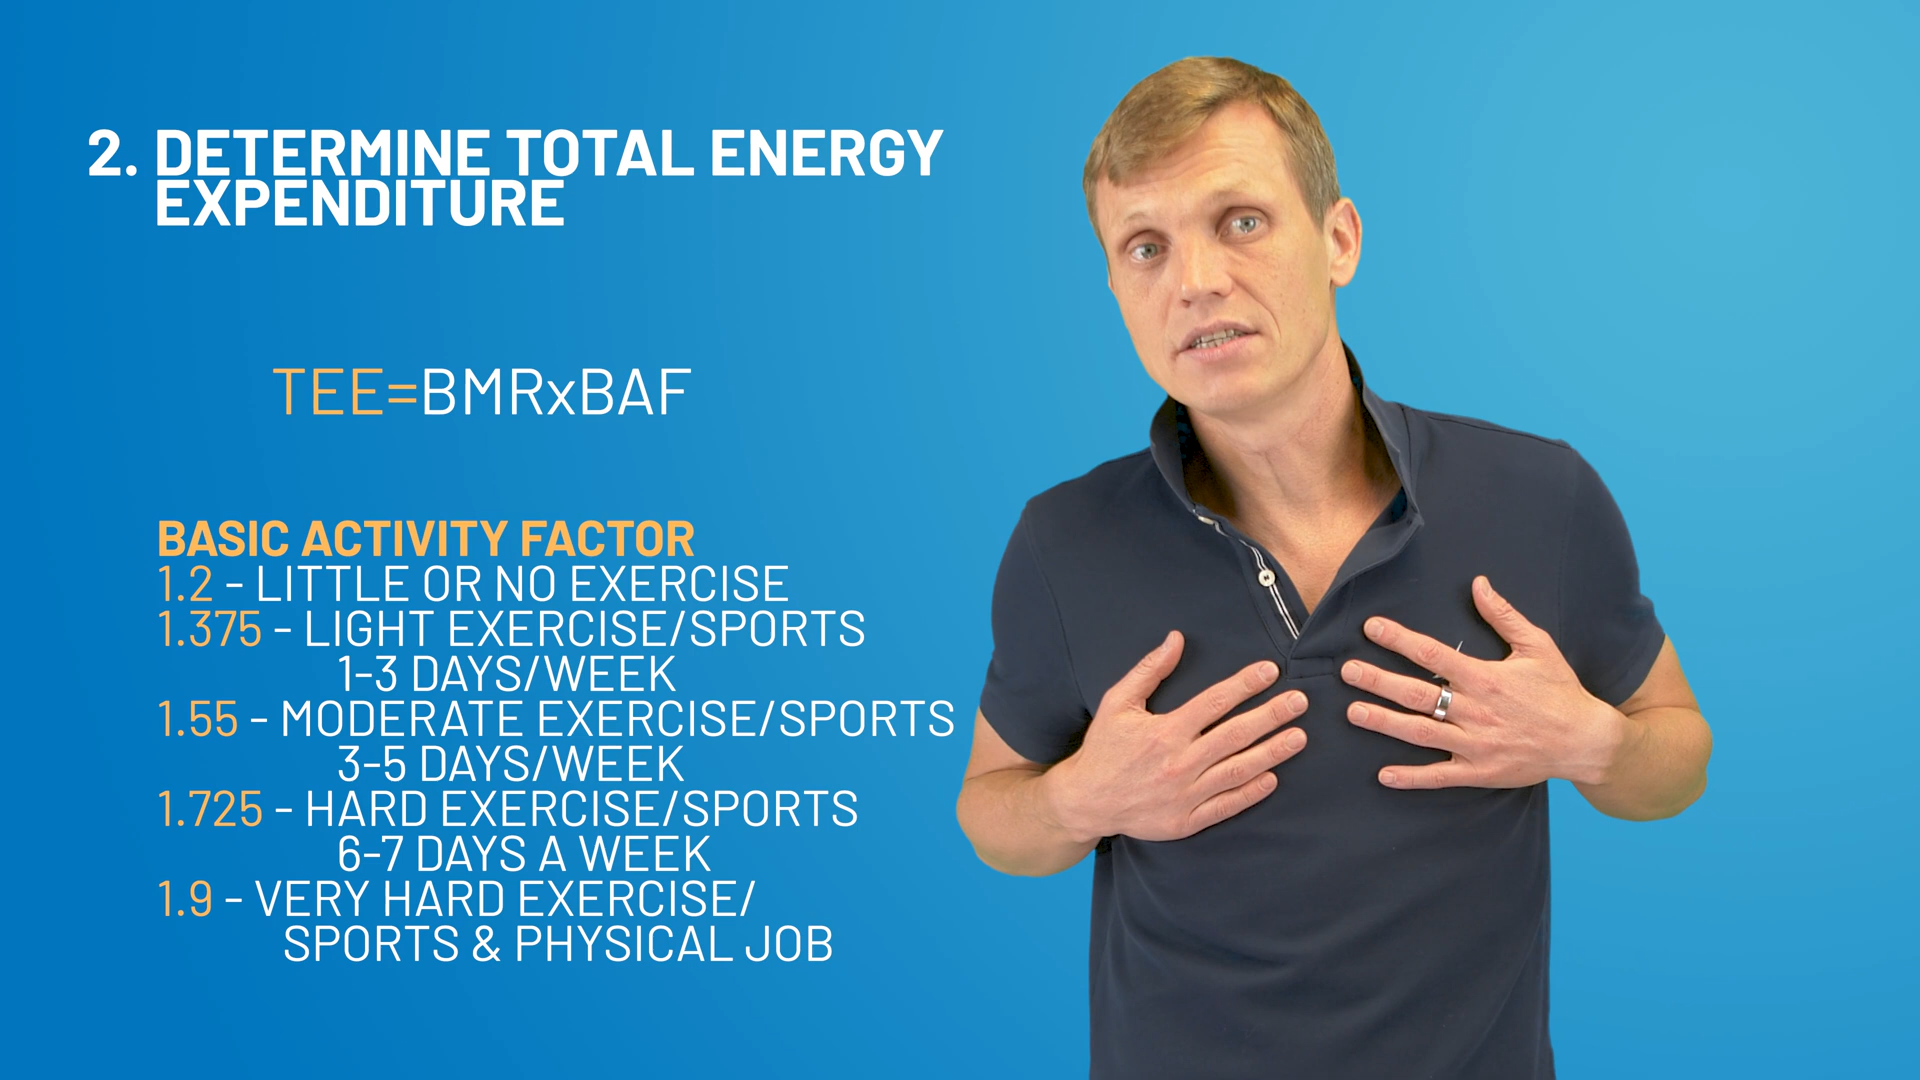 2. DETERMINE TOTAL ENERGY
EXPENDITURE
TEE=BMRxBAF
BASIC ACTIVITY FACTOR
1.2 - LITTLE OR NO EXERCISE
1.375 - LIGHT EXERCISE/SPORTS
1-3 DAYS/WEEK
1.55 - MODERATE EXERCISE/SPORTS
3-5 DAYS/WEEK
1.725 - HARD EXERCISE/SPORTS
6-7 DAYS A WEEK
1.9 - VERY HARD EXERCISE/
SPORTS & PHYSICAL JOB